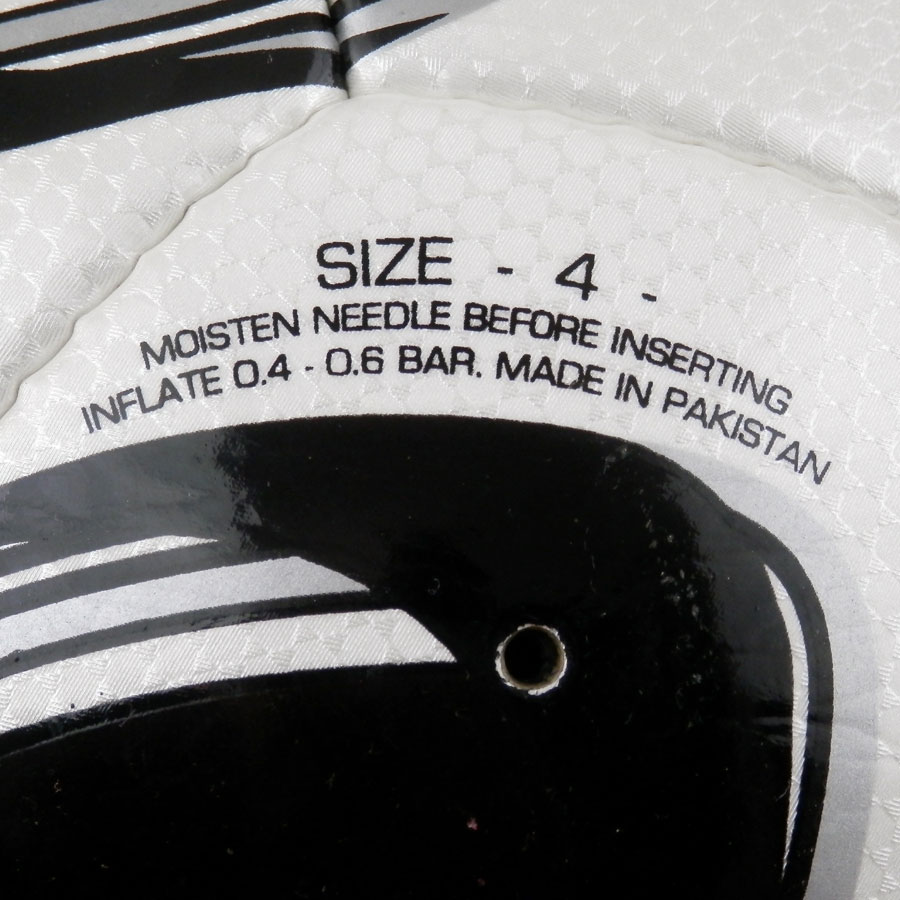 SIZE - 4 -
MOISTEN NEEDLE BEFORE INSERTING
INFLATE 0.4 - 0.6 BAR. MADE IN PAKISTAN